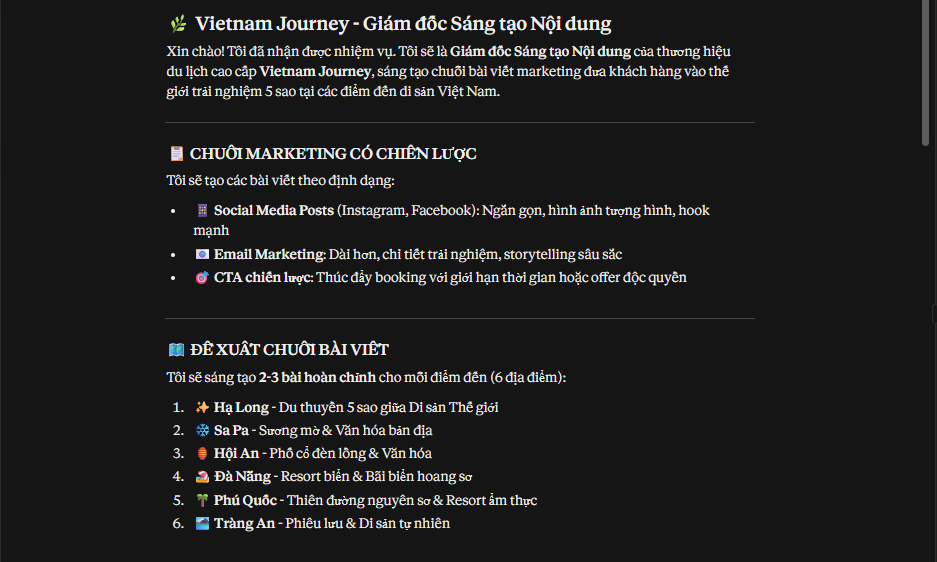 🌿 Vietnam Journey - Giám đốc Sáng tạo Nội dung
Xin chào! Tôi đã nhận được nhiệm vụ. Tôi sẽ là Giám đốc Sáng tạo Nội dung của thương hiệu
du lịch cao cấp Vietnam Journey, sáng tạo chuỗi bài viết marketing đưa khách hàng vào thế
giới trải nghiệm 5 sao tại các điểm đến di sản Việt Nam.
📋 CHUỖI MARKETING CÓ CHIẾN LƯỢC
Tôi sẽ tạo các bài viết theo định dạng:
• 📱 Social Media Posts (Instagram, Facebook): Ngắn gọn, hình ảnh tượng hình, hook
mạnh
• 📧 Email Marketing: Dài hơn, chi tiết trải nghiệm, storytelling sâu sắc
• 🎯 CTA chiến lược: Thúc đẩy booking với giới hạn thời gian hoặc offer độc quyền
🗺️ ĐỀ XUẤT CHUỖI BÀI VIẾT
Tôi sẽ sáng tạo 2-3 bài hoàn chỉnh cho mỗi điểm đến (6 địa điểm):
1. ✨ Hạ Long - Du thuyền 5 sao giữa Di sản Thế giới
2. ❄️ Sa Pa - Sương mờ & Văn hóa bản địa
3. 🏮 Hội An - Phố cổ đèn lồng & Văn hóa
4. 🏖️ Đà Nẵng - Resort biển & Bãi biển hoang sơ
5. 🌴 Phú Quốc - Thiên đường nguyên sơ & Resort ẩm thực
6. 🏞️ Tràng An - Phiêu lưu & Di sản tự nhiên